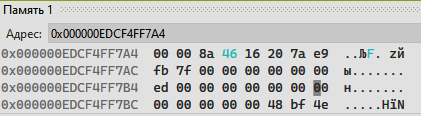 Память 1
Адрес: 0x000000EDCF4FF7A4
0x000000EDCF4FF7A4 00 00 8a 46 16 20 7a e9 ..ЉF. zй
0x000000EDCF4FF7AC fb 7f 00 00 00 00 00 00 ы.......
0x000000EDCF4FF7B4 ed 00 00 00 00 00 00 00 н.......
0x000000EDCF4FF7BC 00 00 00 00 00 48 bf 4e .....HїN